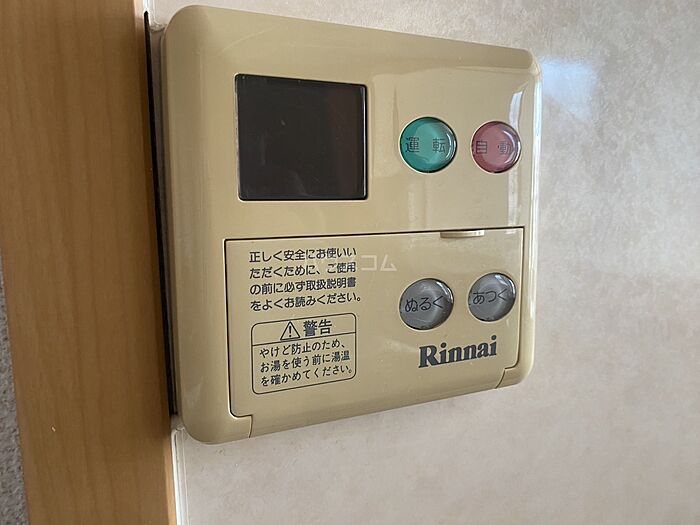 運転 自動
正しく安全にお使いい
ただくために、ご使用
の前に必ず取扱説明書
をよくお読みください。
警告
やけど防止のため、
お湯を使う前に湯温
を確かめてください。
ぬるく あつく
Rinnai